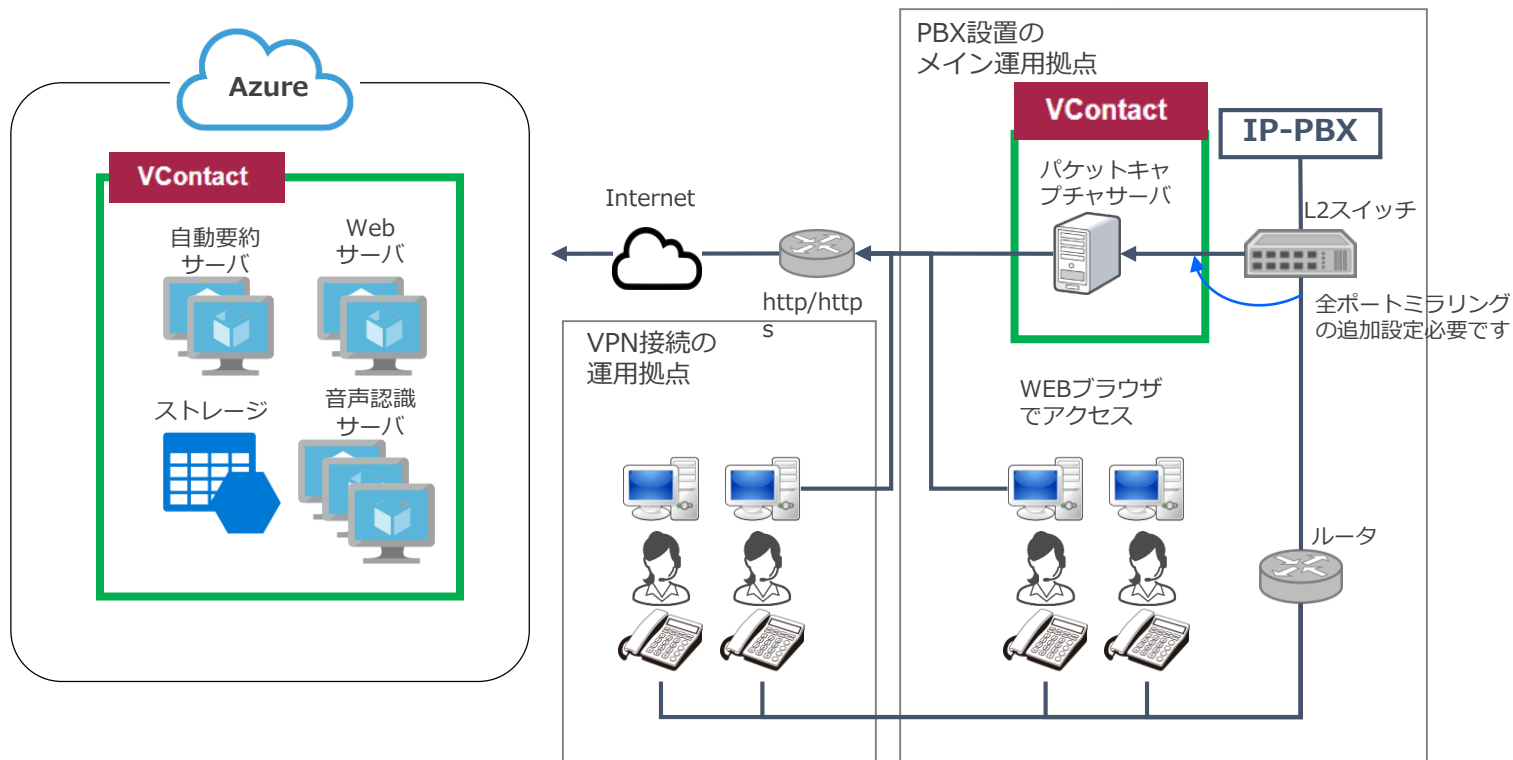 Azure
VContact
自動要約
サーバ
Web
サーバ
ストレージ
音声認識
サーバ
Internet
http/http
s
VPN接続の
運用拠点
PBX設置の
メイン運用拠点
VContact
パケットキャ
プチャサーバ
IP-PBX
L2スイッチ
全ポートミラリング
の追加設定必要です
WEBブラウザ
でアクセス
ルータ